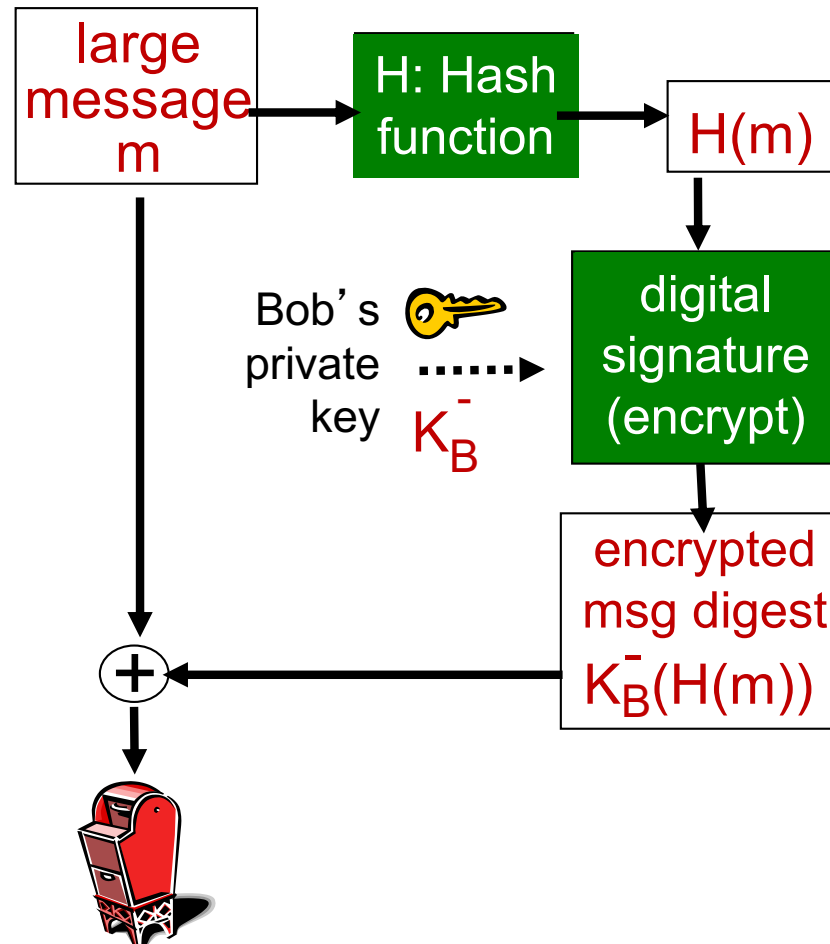 large
message
m
H: Hash
function
H(m)
Bob’s
private
key
K_B^-
digital
signature
(encrypt)
encrypted
msg digest
K_B^-(H(m))
+